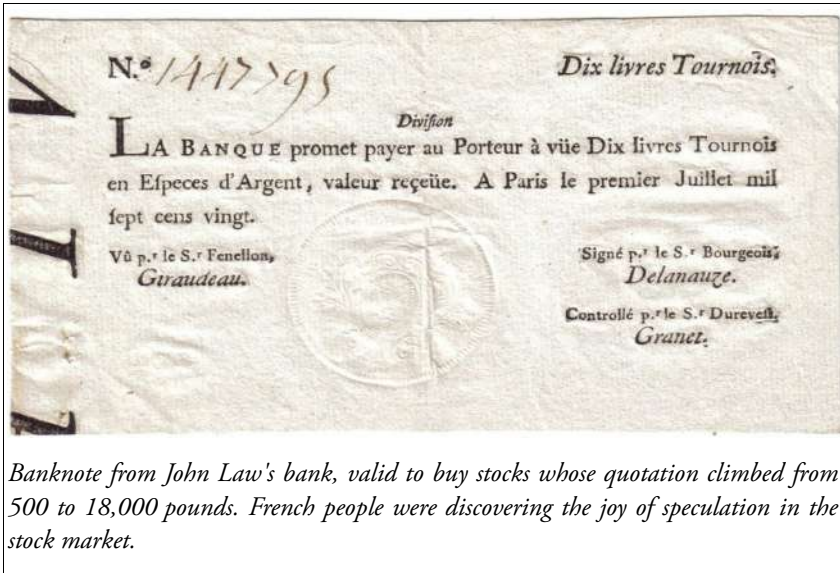 N.º 1447795 Dix livres Tournois.
Division
LA BANQUE promet payer au Porteur à vüe Dix livres Tournois
en Eſpeces d'Argent, valeur reçeüe. A Paris le premier Juillet mil
ſept cens vingt.
Vû p.r le S.r Fenellon,
Giraudeau.
Signé p.r le S.r Bourgeois,
Delanauze.
Controllé p.r le S.r Dureveſt,
Granet.
Banknote from John Law's bank, valid to buy stocks whose quotation climbed from
500 to 18,000 pounds. French people were discovering the joy of speculation in the
stock market.